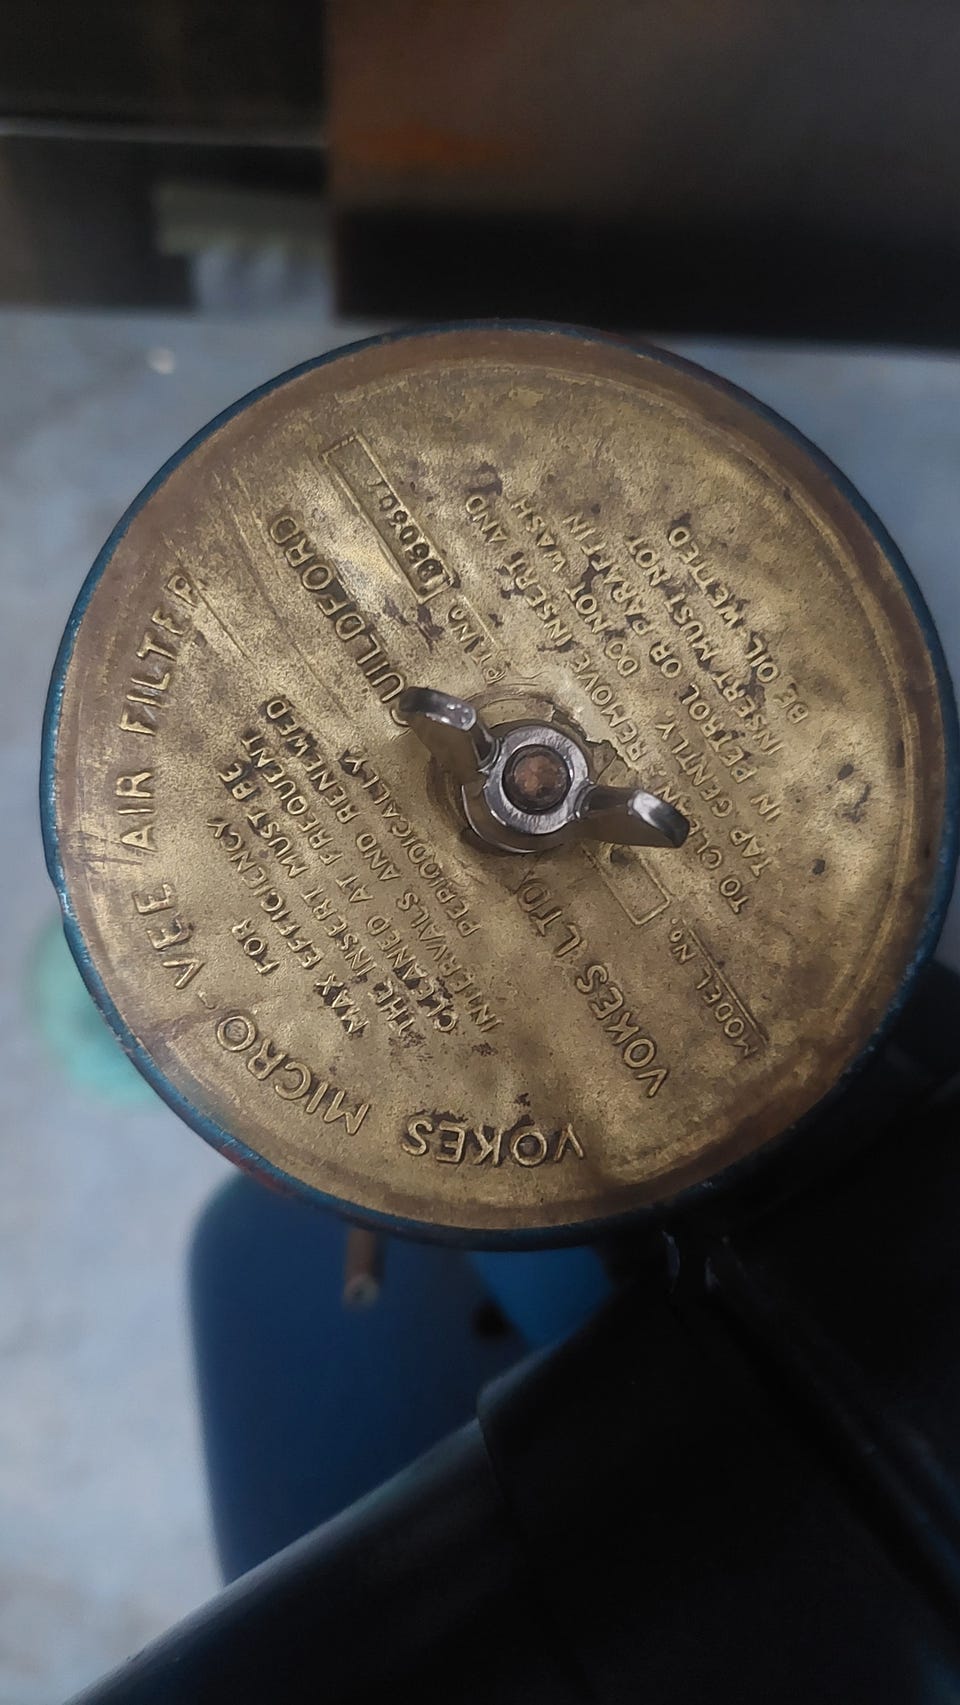 VOKES MICRO-VEE AIR FILTER
FOR
MAX EFFICIENCY
THE INSERT MUST BE
CLEANED AT FREQUENT
INTERVALS AND RENEWED
PERIODICALLY
VOKES LTD GUILDFORD
MODEL No.
PT No
TO CLEAN, REMOVE INSERT AND
TAP GENTLY. DO NOT WASH
IN PETROL OR PARAFFIN
INSERT MUST NOT
BE OIL WETTED